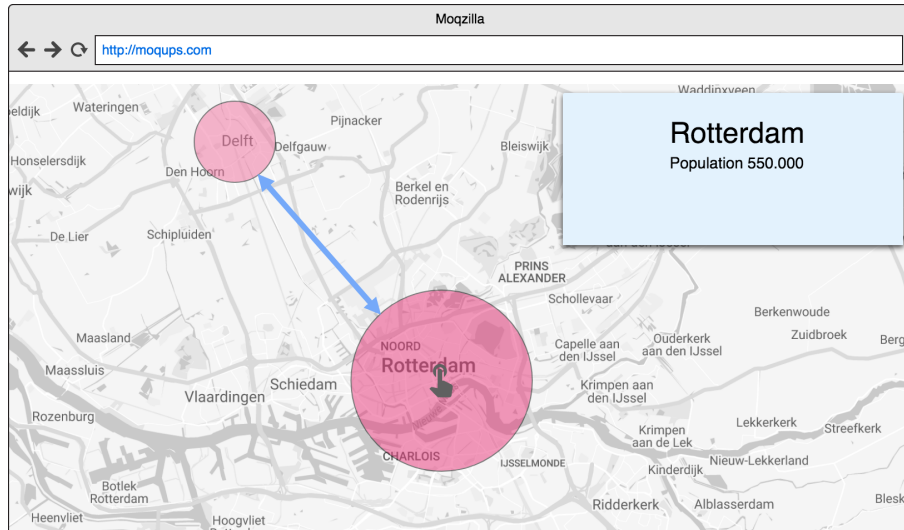 Moqzilla
http://moqups.com
Waddinxveen
Wateringen
Pijnacker
Delft
Delfgauw
Bleiswijk
Rotterdam
Population 550.000
Honselersdijk
Den Hoorn
Berkel en
Rodenrijs
De Lier
Schipluiden
PRINS
ALEXANDER
Schollevaar
Berkenwoude
Maasland
NOORD
Capelle aan
den IJssel
Ouderkerk
aan den IJssel
Zuidbroek
Maassluis
Rotterdam
Schiedam
Vlaardingen
Krimpen aan
den IJssel
Rozenburg
Krimpen
aan de Lek
Lekkerkerk
Streefkerk
CHARLOIS
IJSSELMONDE
Nieuw-Lekkerland
Kinderdijk
Botlek
Rotterdam
Ridderkerk
Alblasserdam
Heenvliet
Hoogvliet